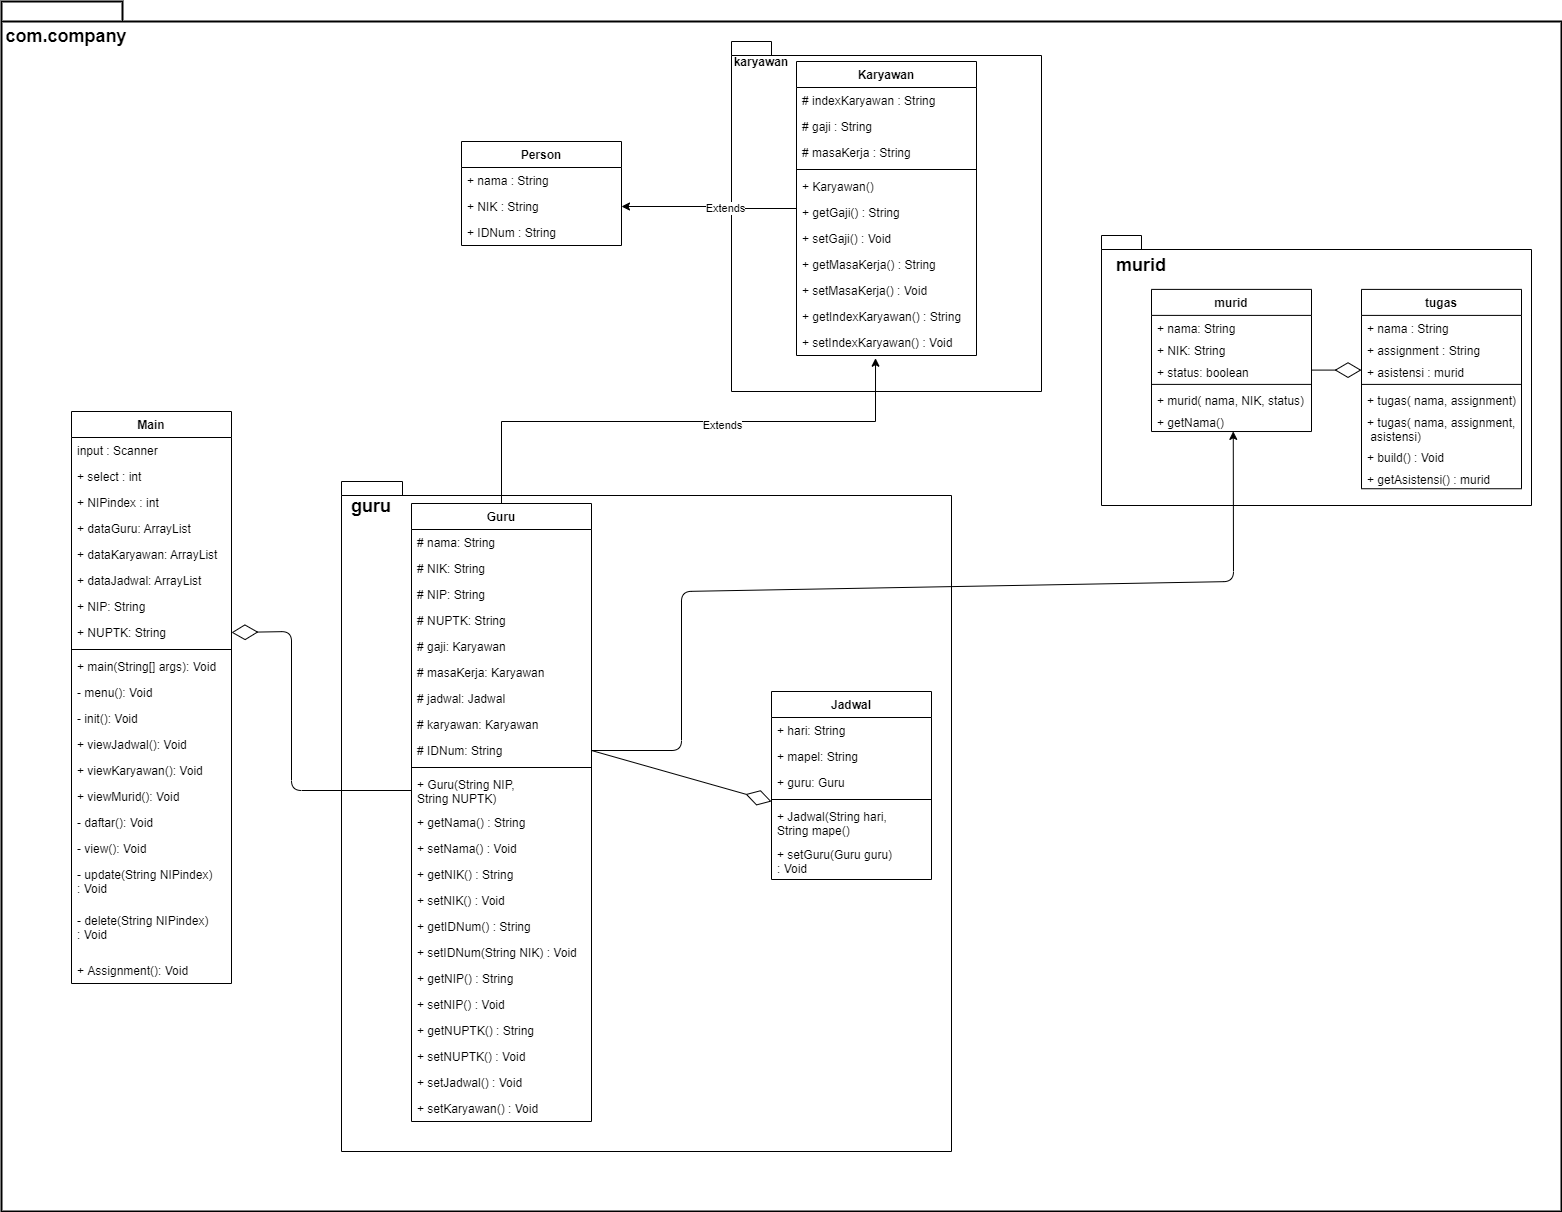 com.company
karyawan
Karyawan
# indexKaryawan : String
# gaji : String
# masaKerja : String
+ Karyawan()
+ getGaji() : String
+ setGaji() : Void
+ getMasaKerja() : String
+ setMasaKerja() : Void
+ getIndexKaryawan() : String
+ setIndexKaryawan() : Void
Person
+ nama : String
+ NIK : String
+ IDNum : String
Extends
murid
murid
+ nama: String
+ NIK: String
+ status: boolean
+ murid( nama, NIK, status)
+ getNama()
tugas
+ nama : String
+ assignment : String
+ asistensi : murid
+ tugas( nama, assignment)
+ tugas( nama, assignment,
asistensi)
+ build() : Void
+ getAsistensi() : murid
Extends
Main
input : Scanner
+ select : int
+ NIPindex : int
+ dataGuru: ArrayList
+ dataKaryawan: ArrayList
+ dataJadwal: ArrayList
+ NIP: String
+ NUPTK: String
+ main(String[] args): Void
- menu(): Void
- init(): Void
+ viewJadwal(): Void
+ viewKaryawan(): Void
+ viewMurid(): Void
- daftar(): Void
- view(): Void
- update(String NIPindex)
: Void
- delete(String NIPindex)
: Void
+ Assignment(): Void
guru
Guru
# nama: String
# NIK: String
# NIP: String
# NUPTK: String
# gaji: Karyawan
# masaKerja: Karyawan
# jadwal: Jadwal
# karyawan: Karyawan
# IDNum: String
+ Guru(String NIP,
String NUPTK)
+ getNama() : String
+ setNama() : Void
+ getNIK() : String
+ setNIK() : Void
+ getIDNum() : String
+ setIDNum(String NIK) : Void
+ getNIP() : String
+ setNIP() : Void
+ getNUPTK() : String
+ setNUPTK() : Void
+ setJadwal() : Void
+ setKaryawan() : Void
Jadwal
+ hari: String
+ mapel: String
+ guru: Guru
+ Jadwal(String hari,
String mape()
+ setGuru(Guru guru)
: Void